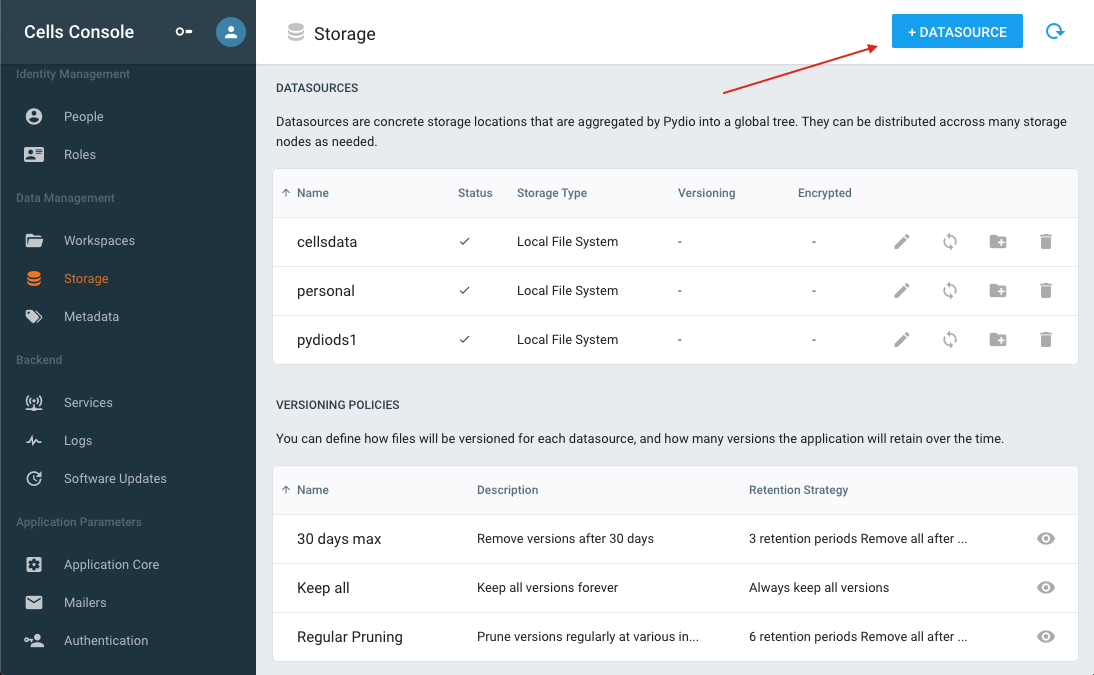 Cells Console
Identity Management
People
Roles
Data Management
Workspaces
Storage
Metadata
Backend
Services
Logs
Software Updates
Application Parameters
Application Core
Mailers
Authentication
Storage
+ DATASOURCE
DATASOURCES
Datasources are concrete storage locations that are aggregated by Pydio into a global tree. They can be distributed accross many storage
nodes as needed.
Name Status Storage Type Versioning Encrypted
cellsdata Local File System - -
personal Local File System - -
pydiods1 Local File System - -
VERSIONING POLICIES
You can define how files will be versioned for each datasource, and how many versions the application will retain over the time.
Name Description Retention Strategy
30 days max Remove versions after 30 days 3 retention periods Remove all after ...
Keep all Keep all versions forever Always keep all versions
Regular Pruning Prune versions regularly at various in... 6 retention periods Remove all after ...